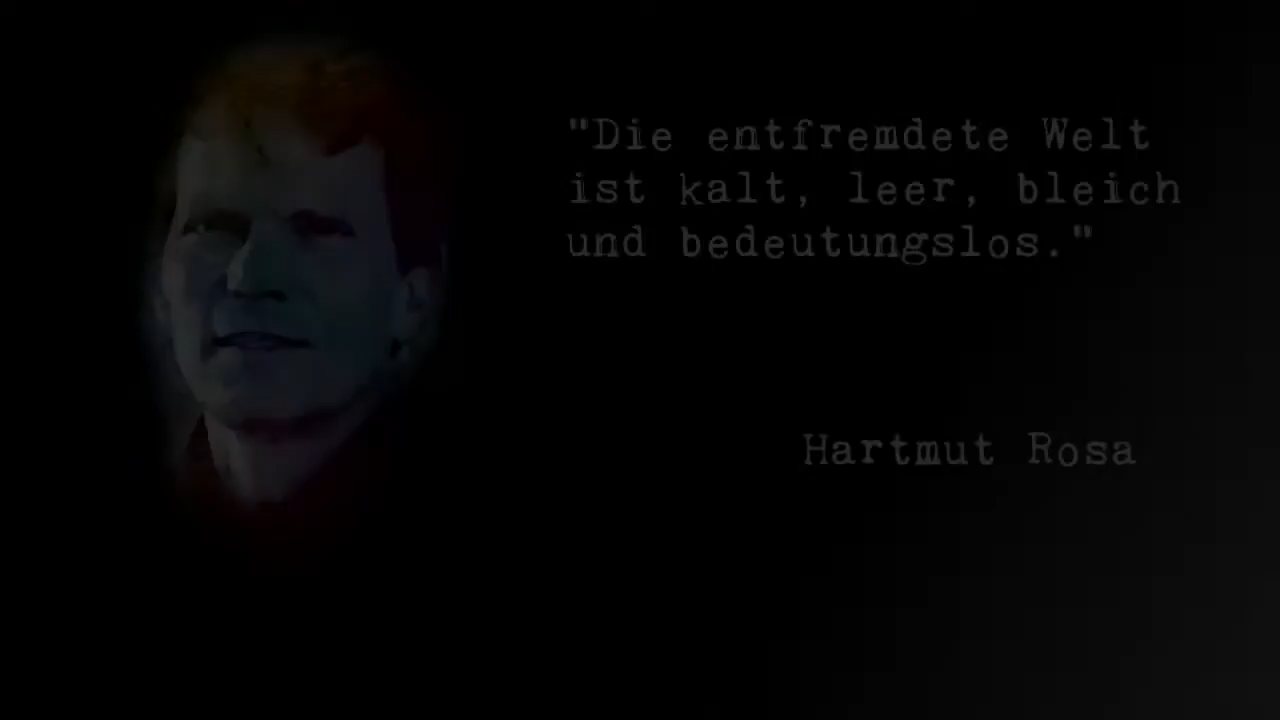 "Die entfremdete Welt
ist kalt, leer, bleich
und bedeutungslos."
Hartmut Rosa